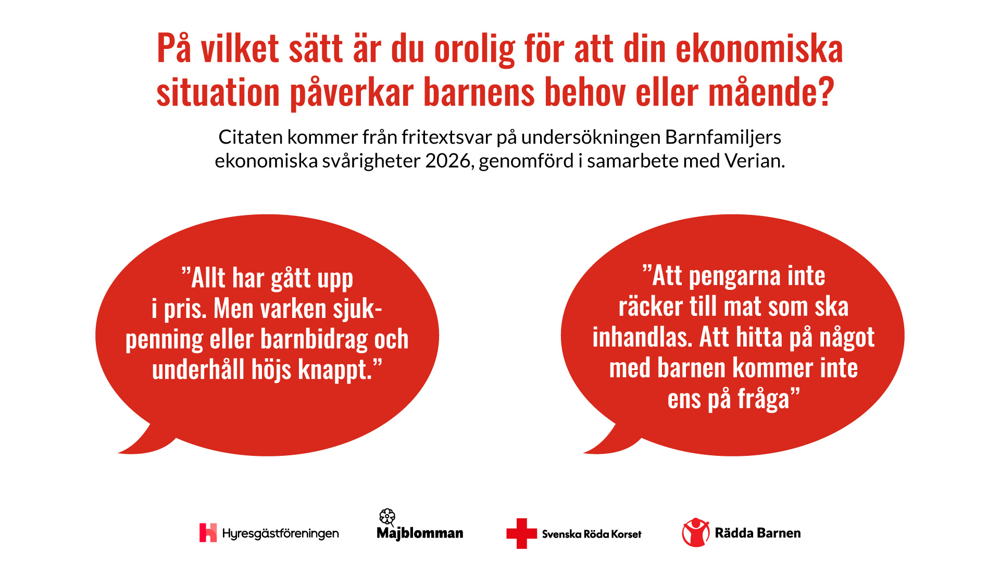 På vilket sätt är du orolig för att din ekonomiska
situation påverkar barnens behov eller mående?
Citaten kommer från fritextsvar på undersökningen Barnfamiljers
ekonomiska svårigheter 2026, genomförd i samarbete med Verian.
”Allt har gått upp
i pris. Men varken sjuk-
penning eller barnbidrag och
underhåll höjs knappt.”
”Att pengarna inte
räcker till mat som ska
inhandlas. Att hitta på något
med barnen kommer inte
ens på fråga”
Hyresgästföreningen
Majblomman
Svenska Röda Korset
Rädda Barnen